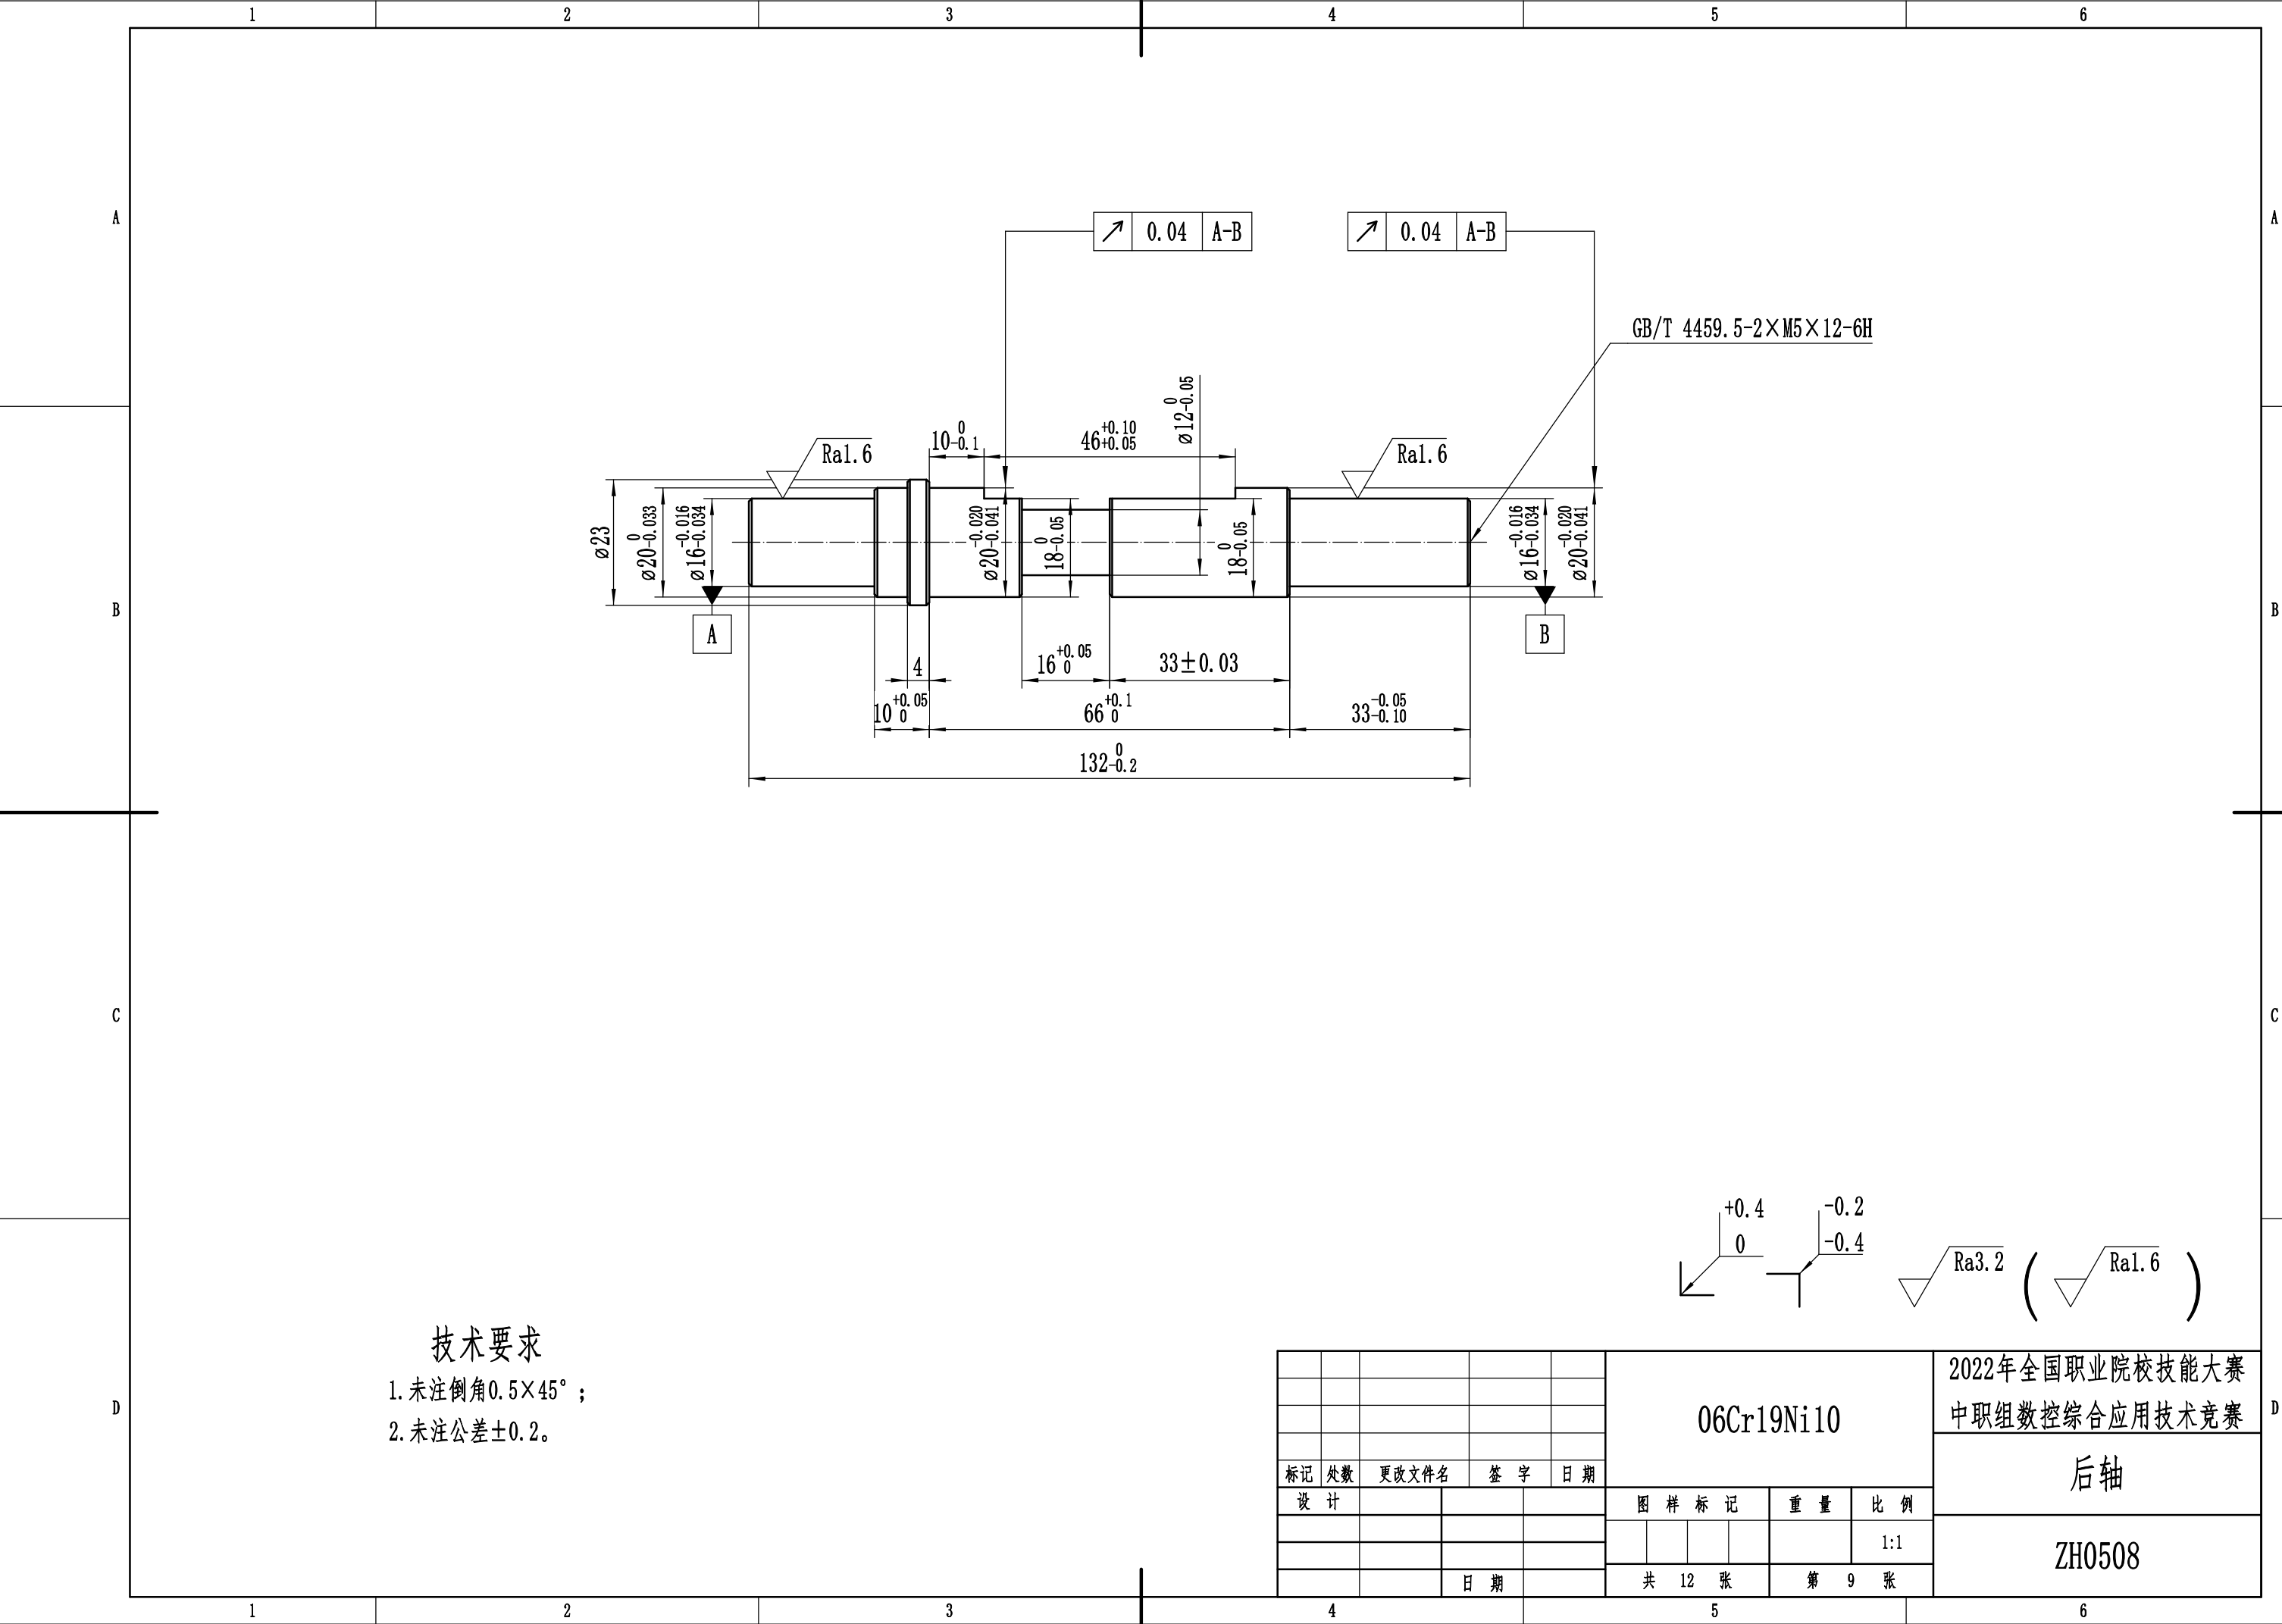 1 2 3 4 5 6
A A
↗ 0.04 A-B
↗ 0.04 A-B
GB/T 4459.5-2×M5×12-6H
ø12 0 -0.05
10 0 -0.1
46 +0.10 +0.05
Ra1.6
Ra1.6
ø23
ø20 0 -0.033
ø16 -0.016 -0.034
ø20 -0.020 -0.041
18 0 -0.05
18 0 -0.05
ø16 -0.016 -0.034
ø20 -0.020 -0.041
B B
A
B
4
16 +0.05 0
33±0.03
10 +0.05 0
66 +0.1 0
33 -0.05 -0.10
132 0 -0.2
C C
+0.4
0
-0.2
-0.4
Ra3.2 ( Ra1.6 )
技术要求
1.未注倒角0.5×45°；
2.未注公差±0.2。
D D
06Cr19Ni10
2022年全国职业院校技能大赛
中职组数控综合应用技术竞赛
后轴
ZH0508
标记 处数 更改文件名 签 字 日 期
设 计
日 期
图 样 标 记 重 量 比 例
1:1
共 12 张 第 9 张
1 2 3 4 5 6